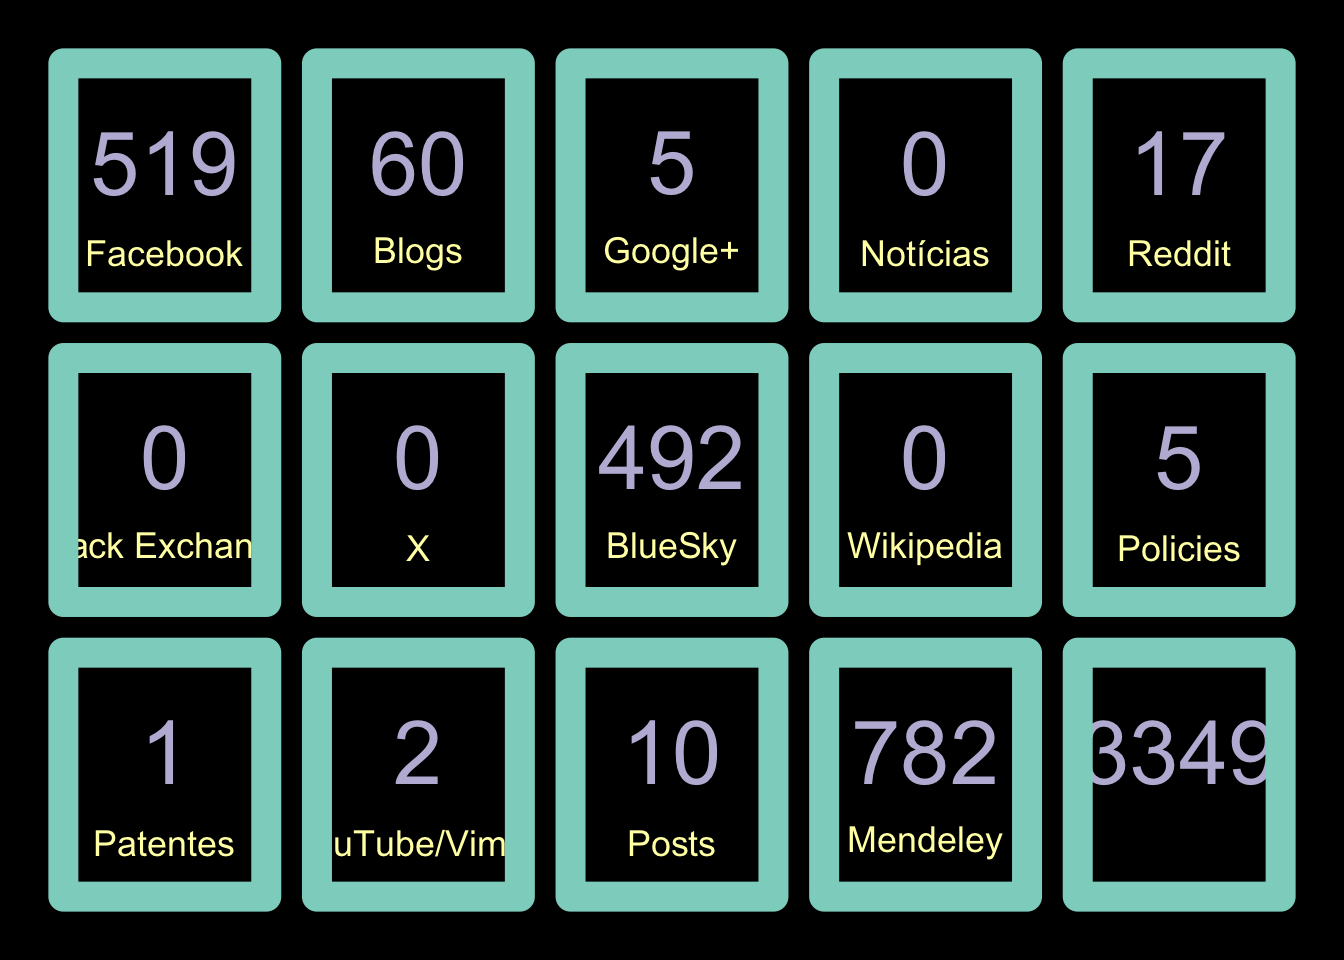 519
Facebook
60
Blogs
5
Google+
0
Notícias
17
Reddit
0
ack Exchan
0
X
492
BlueSky
0
Wikipedia
5
Policies
1
Patentes
2
uTube/Vim
10
Posts
782
Mendeley
3349